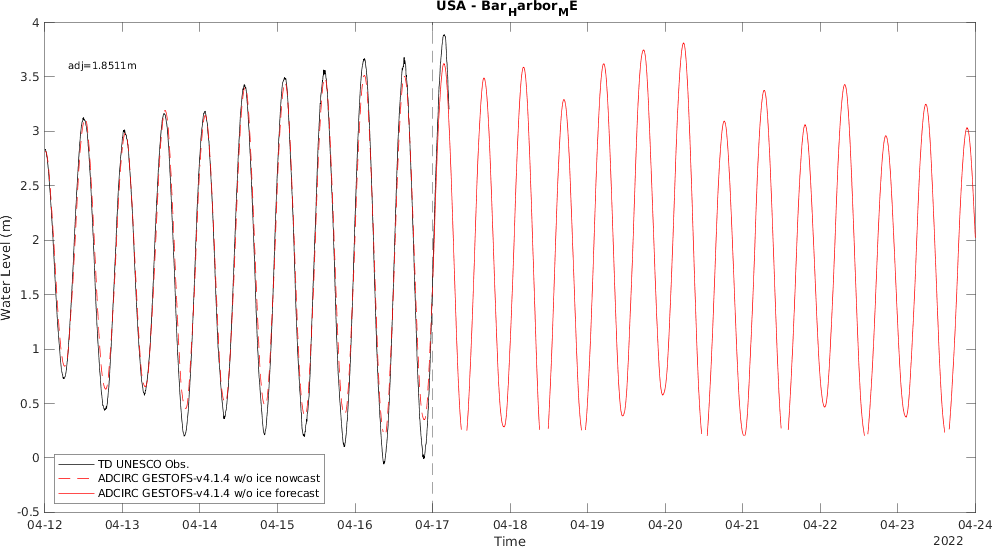 USA - Bar_Harbor_ME
adj=1.8511m
Water Level (m)
4
3.5
3
2.5
2
1.5
1
0.5
0
-0.5
TD UNESCO Obs.
ADCIRC GESTOFS-v4.1.4 w/o ice nowcast
ADCIRC GESTOFS-v4.1.4 w/o ice forecast
04-12 04-13 04-14 04-15 04-16 04-17 04-18 04-19 04-20 04-21 04-22 04-23 04-24
Time
2022